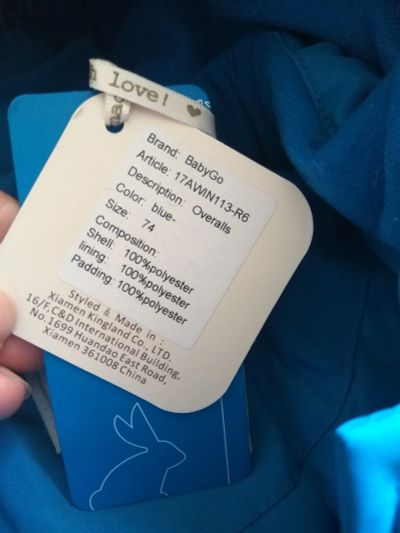 love!
Brand: BabyGo
Article: 17AWIN113-R6
Description: Overalls
Color: blue-
Size: 74
Composition:
Shell: 100%polyester
lining: 100%polyester
Padding:100%polyester
Styled & Made in :
Xiamen Kingland Co., LTD.
16/F,C&D International Building,
No.1699 Huandao East Road,
Xiamen 361008 China